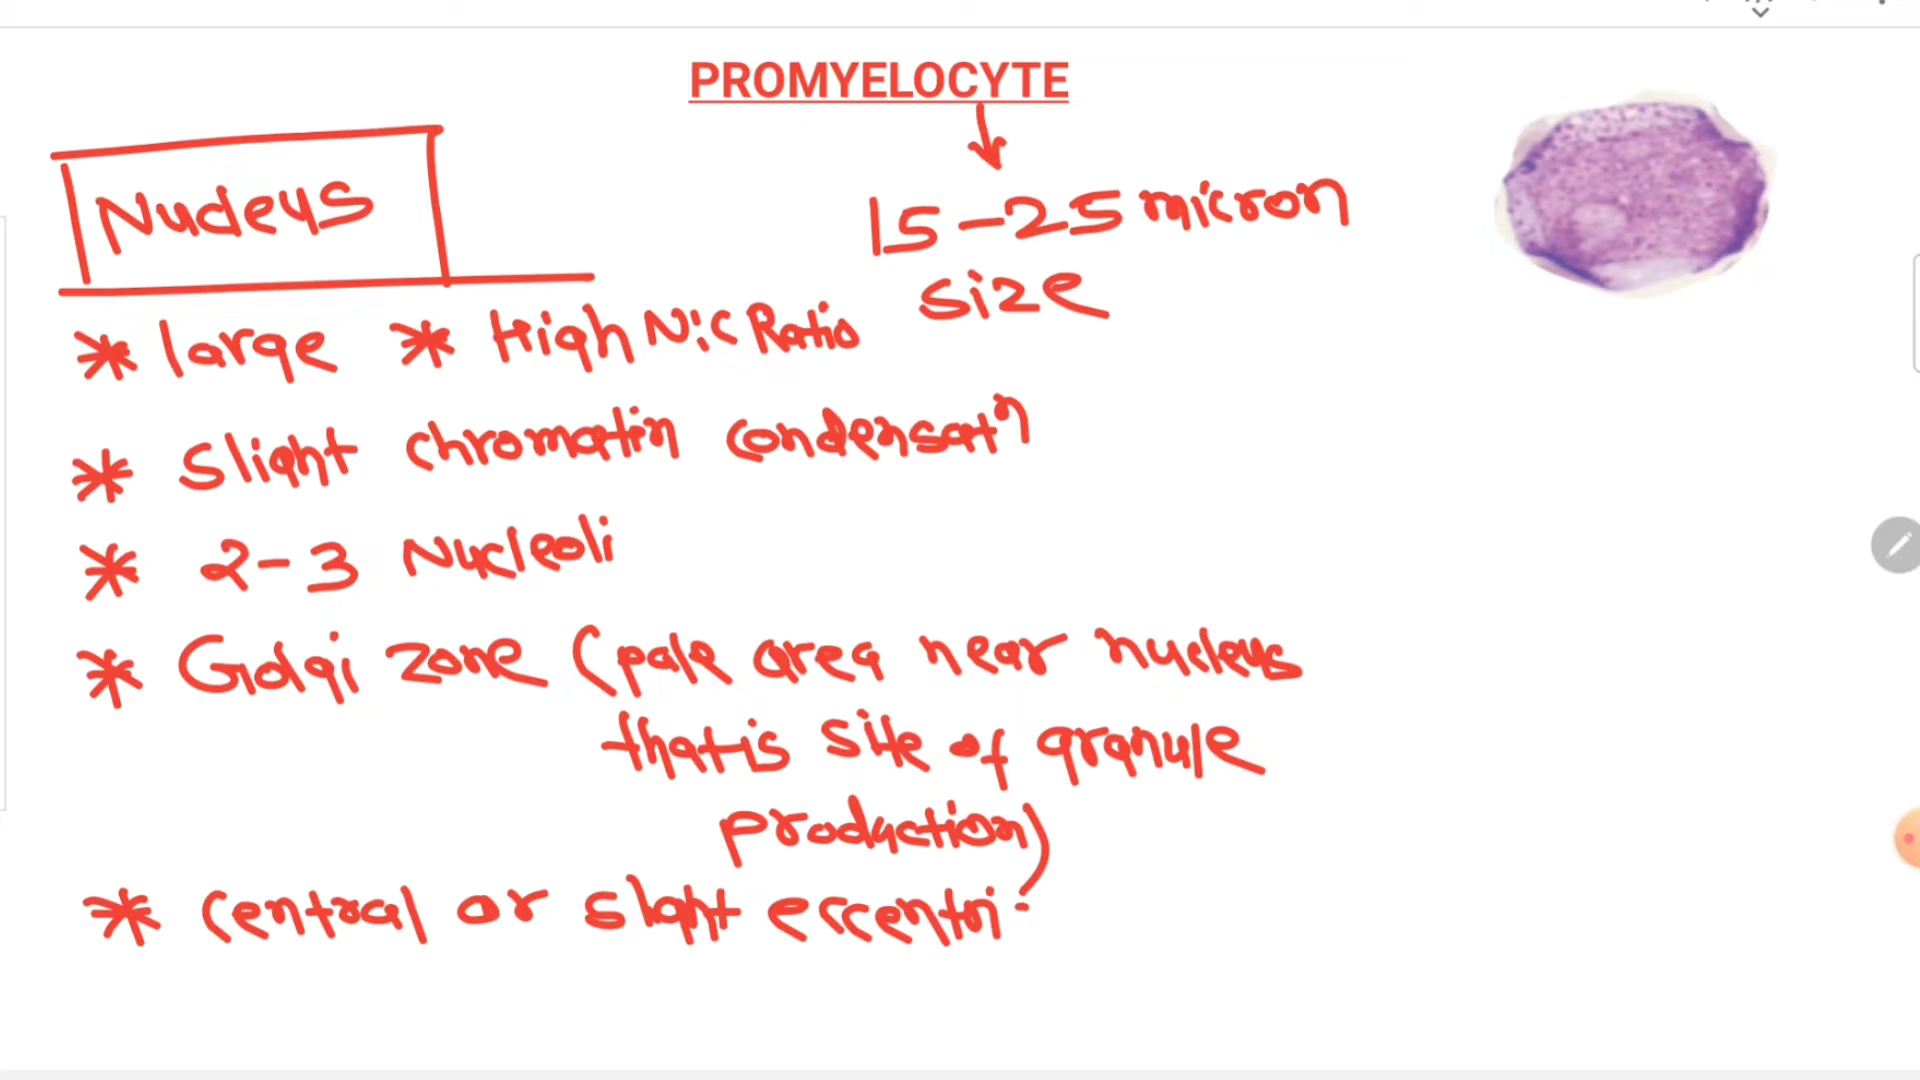 PROMYELOCYTE
Nucleus
15-25 micron
size
* large * High N:C Ratio
* Slight chromatin condensatn
* 2-3 Nucleoli
* Golgi zone (pale area near nucleus
that is site of granule
production)
* Central or slight eccentri